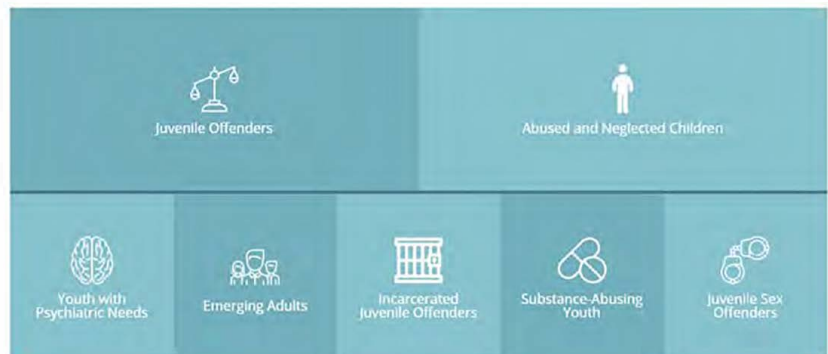 Juvenile Offenders
Abused and Neglected Children
Youth with
Psychiatric Needs
Emerging Adults
Incarcerated
Juvenile Offenders
Substance-Abusing
Youth
Juvenile Sex
Offenders